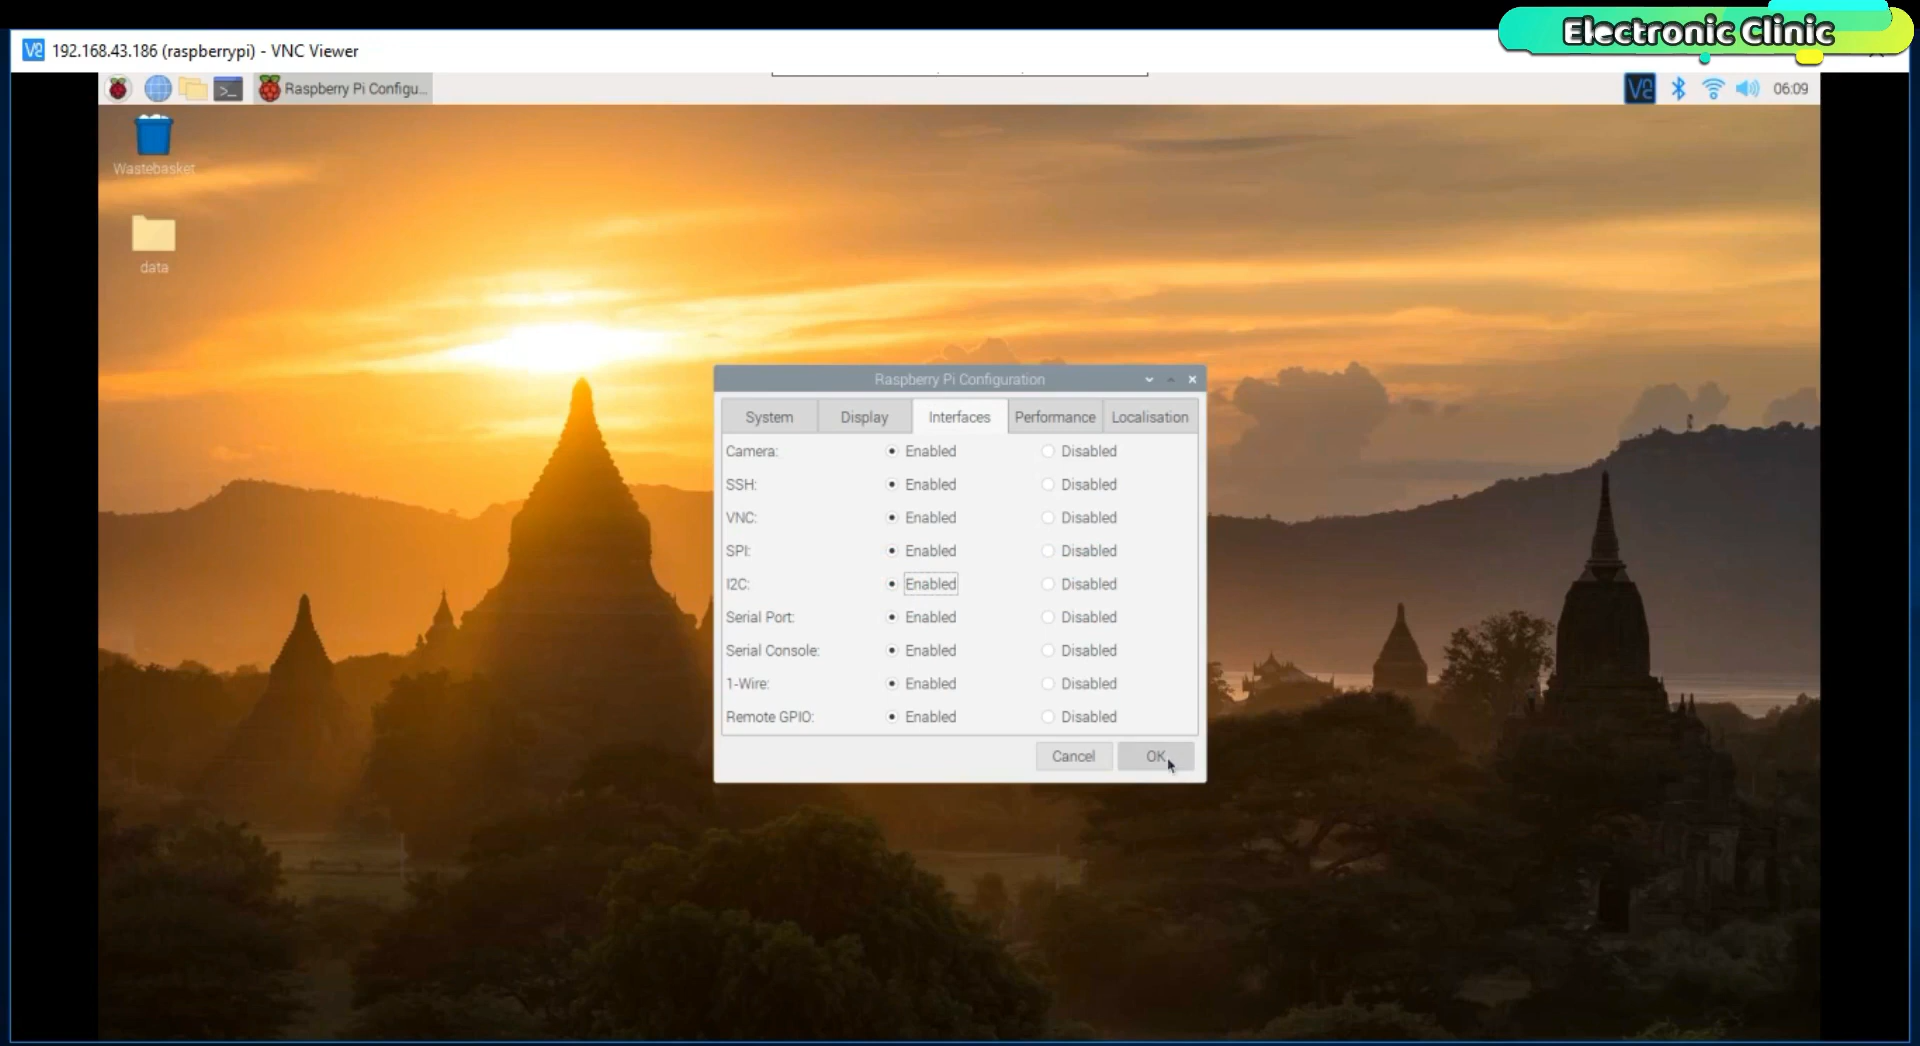 Electronic Clinic
192.168.43.186 (raspberrypi) - VNC Viewer
Raspberry Pi Configu...
06:09
Wastebasket
data
Raspberry Pi Configuration
System Display Interfaces Performance Localisation
Camera: Enabled Disabled
SSH: Enabled Disabled
VNC: Enabled Disabled
SPI: Enabled Disabled
I2C: Enabled Disabled
Serial Port: Enabled Disabled
Serial Console: Enabled Disabled
1-Wire: Enabled Disabled
Remote GPIO: Enabled Disabled
Cancel OK